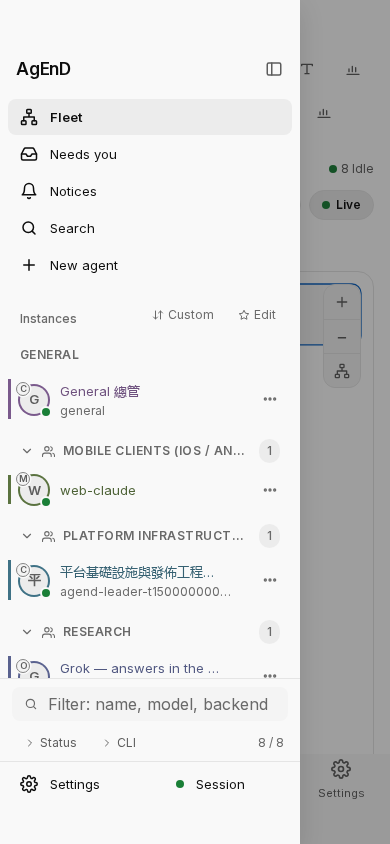 AgEnD
Fleet
8 Idle
Needs you
Notices
Live
Search
New agent
Instances
Custom
Edit
GENERAL
C
G
General 總管
general
MOBILE CLIENTS (IOS / AN...
1
M
W
web-claude
PLATFORM INFRASTRUCT...
1
C
平
平台基礎設施與發佈工程...
agend-leader-t150000000...
RESEARCH
1
O
G
Grok — answers in the ...
Filter: name, model, backend
Status
CLI
8 / 8
Settings
Session
Settings